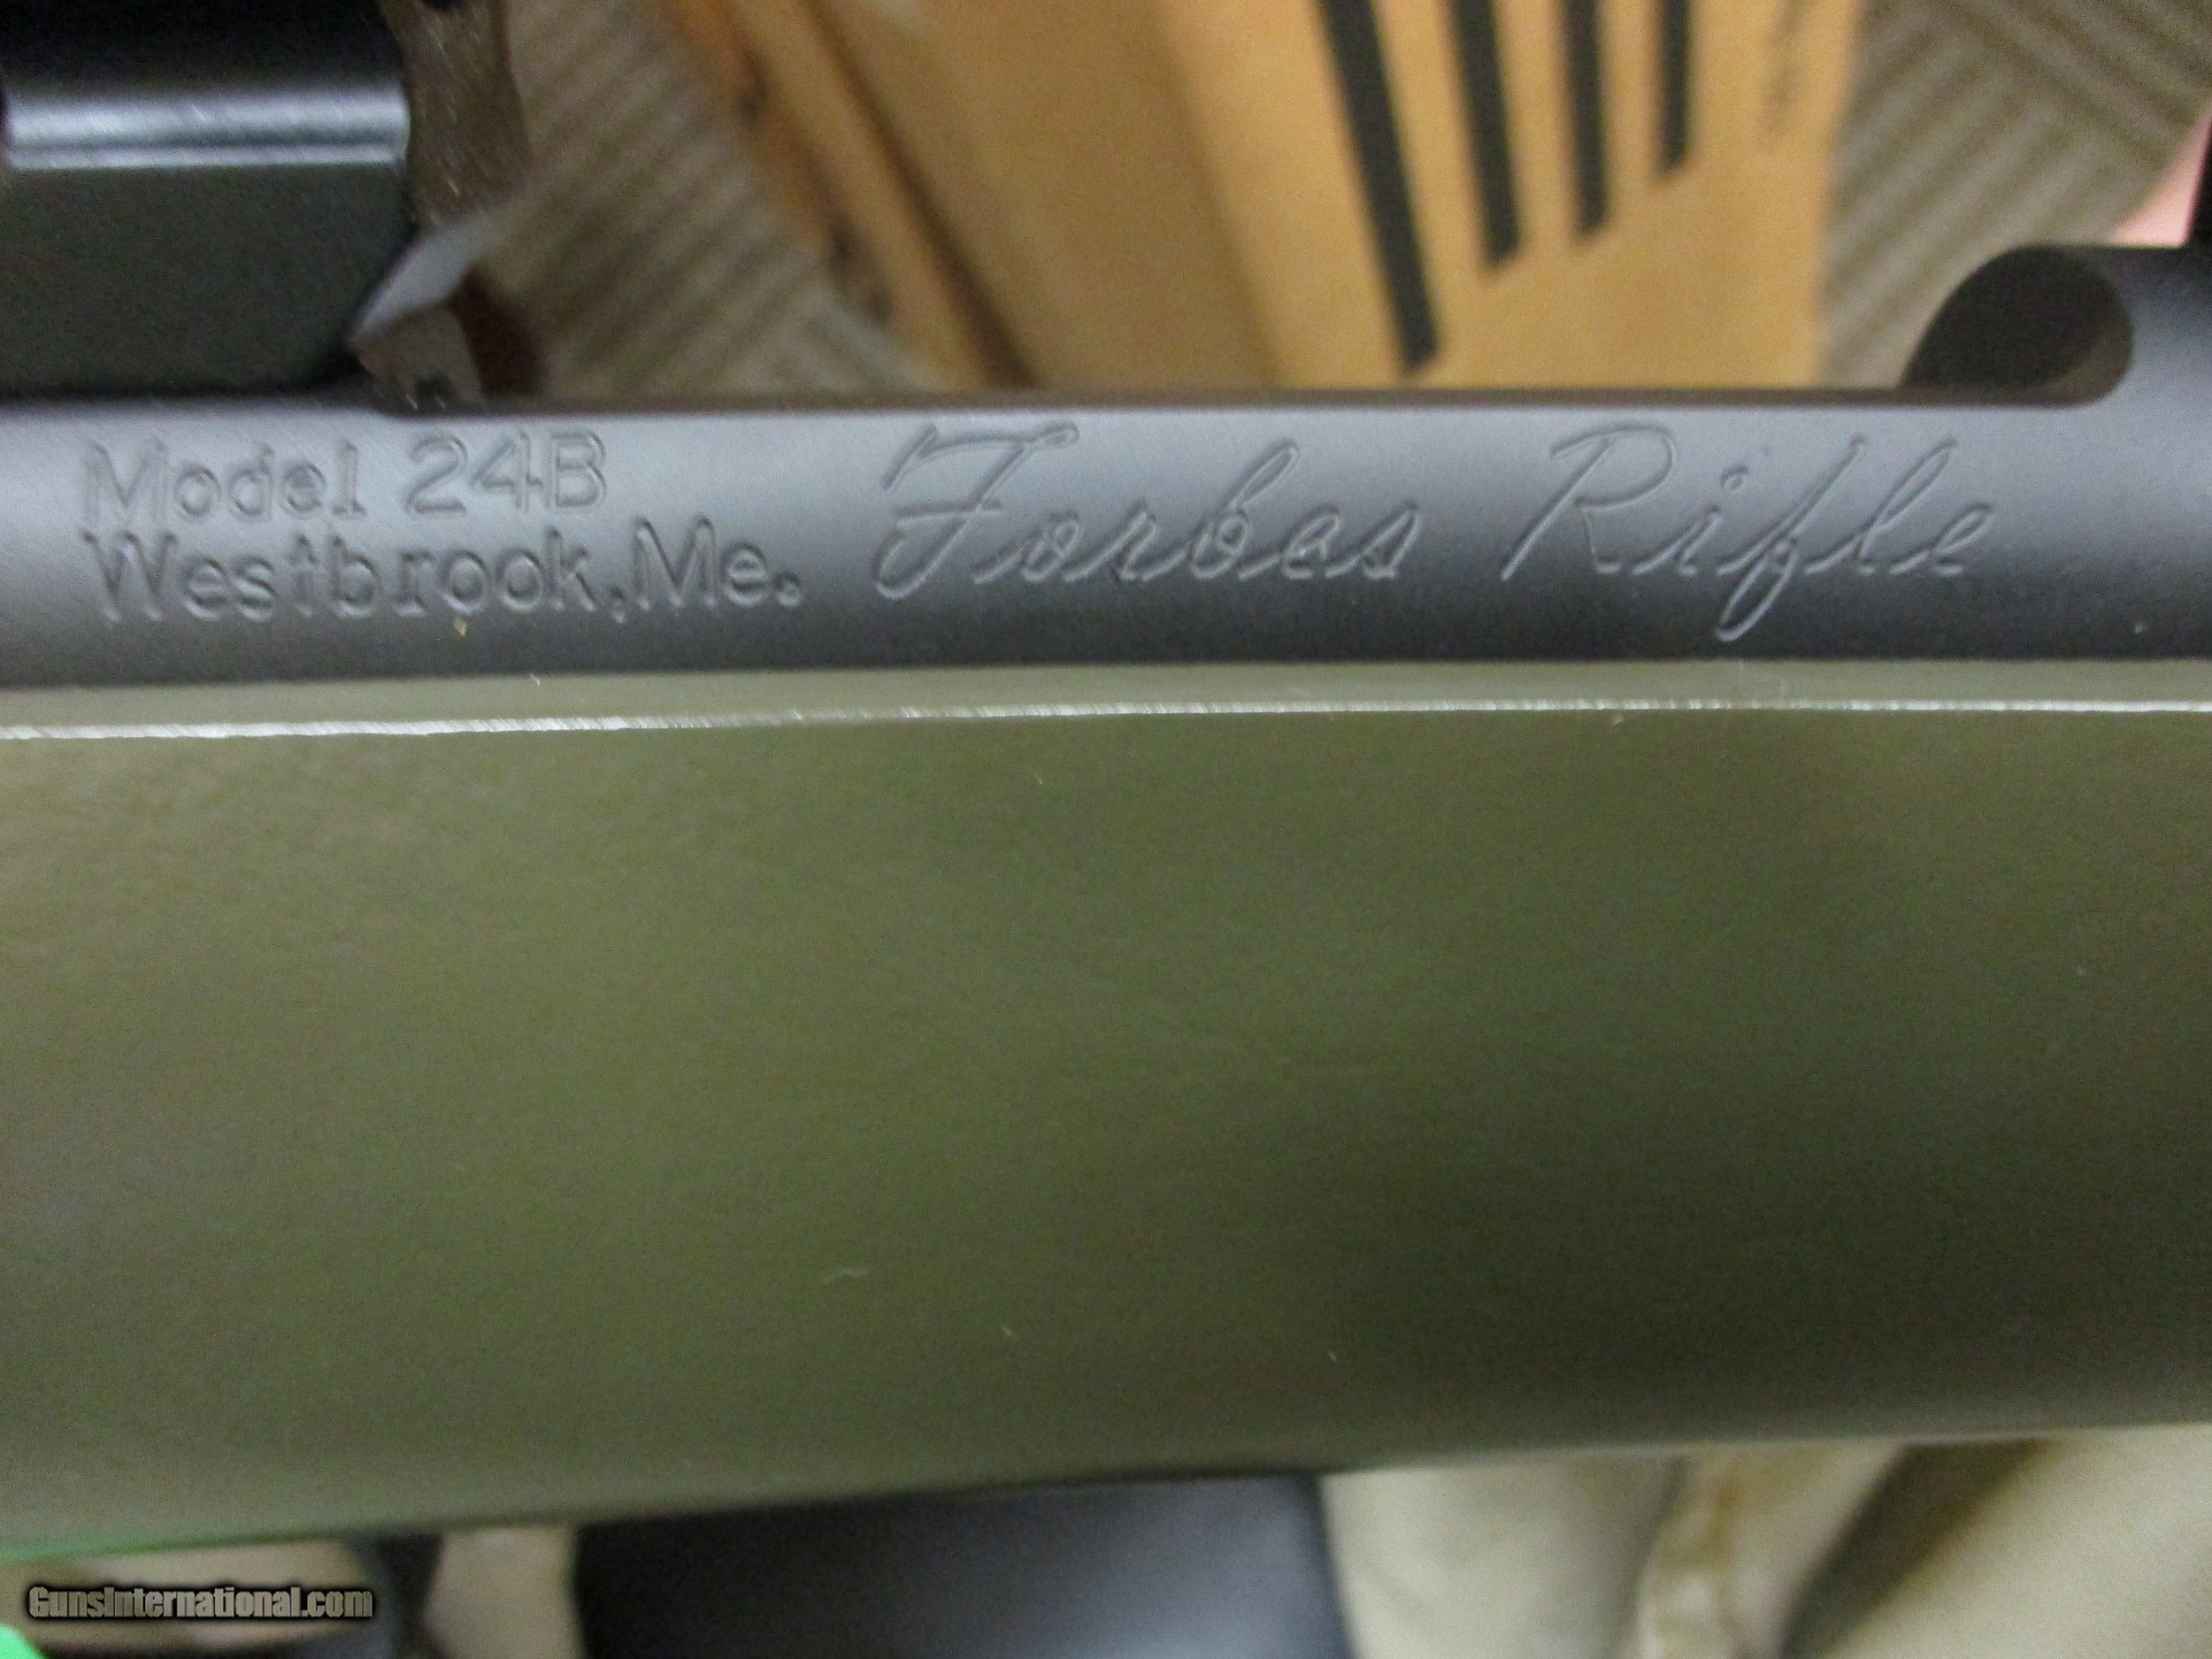 Model 24B
Westbrook,Me.
Forbes Rifle
GunsInternational.com